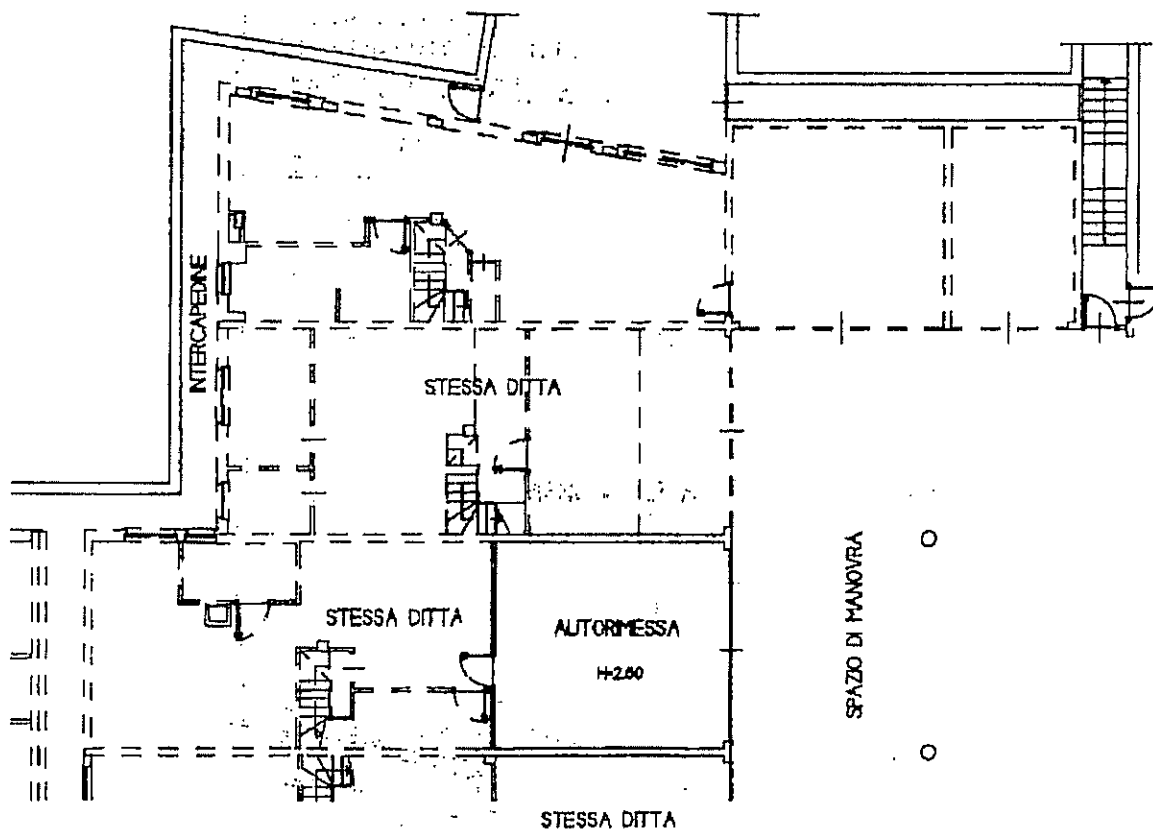 INTERCAPEDINE
STESSA DITTA
STESSA DITTA
AUTORIMESSA
H=2.60
SPAZIO DI MANOVRA
STESSA DITTA